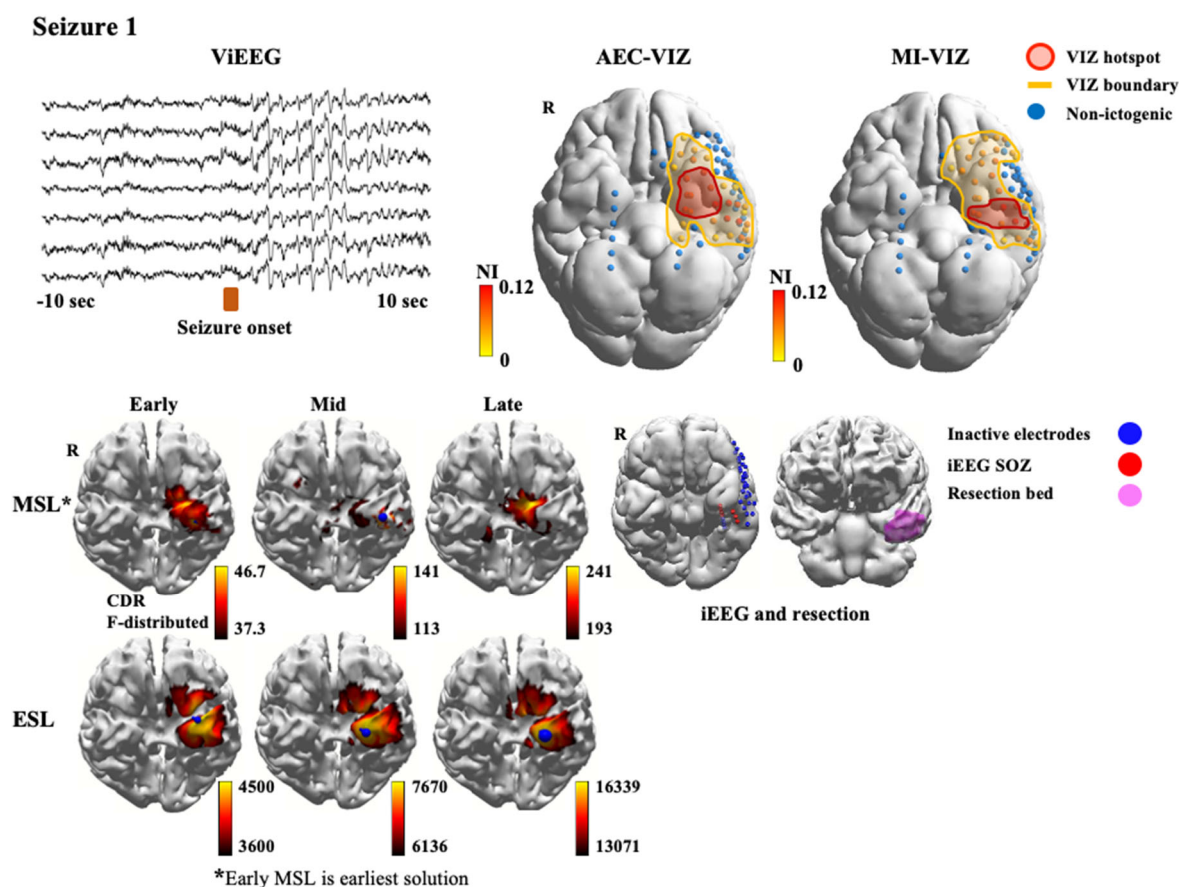 Seizure 1
ViEEG
AEC-VIZ
MI-VIZ
VIZ hotspot
VIZ boundary
Non-ictogenic
R
-10 sec
10 sec
Seizure onset
NI
0.12
0
NI
0.12
0
Early
Mid
Late
R
MSL*
CDR
F-distributed
46.7
37.3
141
113
241
193
R
iEEG and resection
Inactive electrodes
iEEG SOZ
Resection bed
ESL
4500
3600
7670
6136
16339
13071
*Early MSL is earliest solution